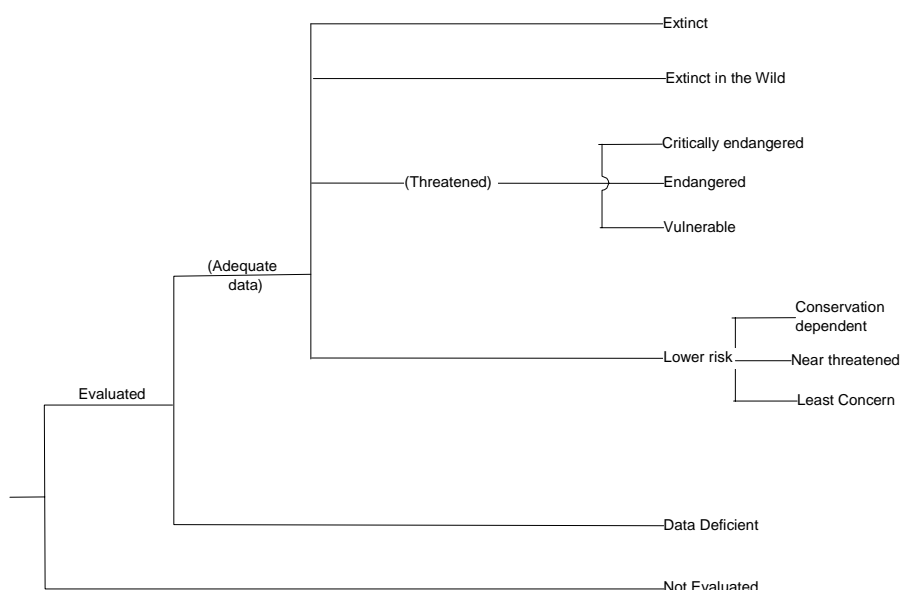 Extinct
Extinct in the Wild
Critically endangered
(Threatened)
Endangered
Vulnerable
(Adequate
data)
Conservation
dependent
Lower risk
Near threatened
Least Concern
Evaluated
Data Deficient
Not Evaluated